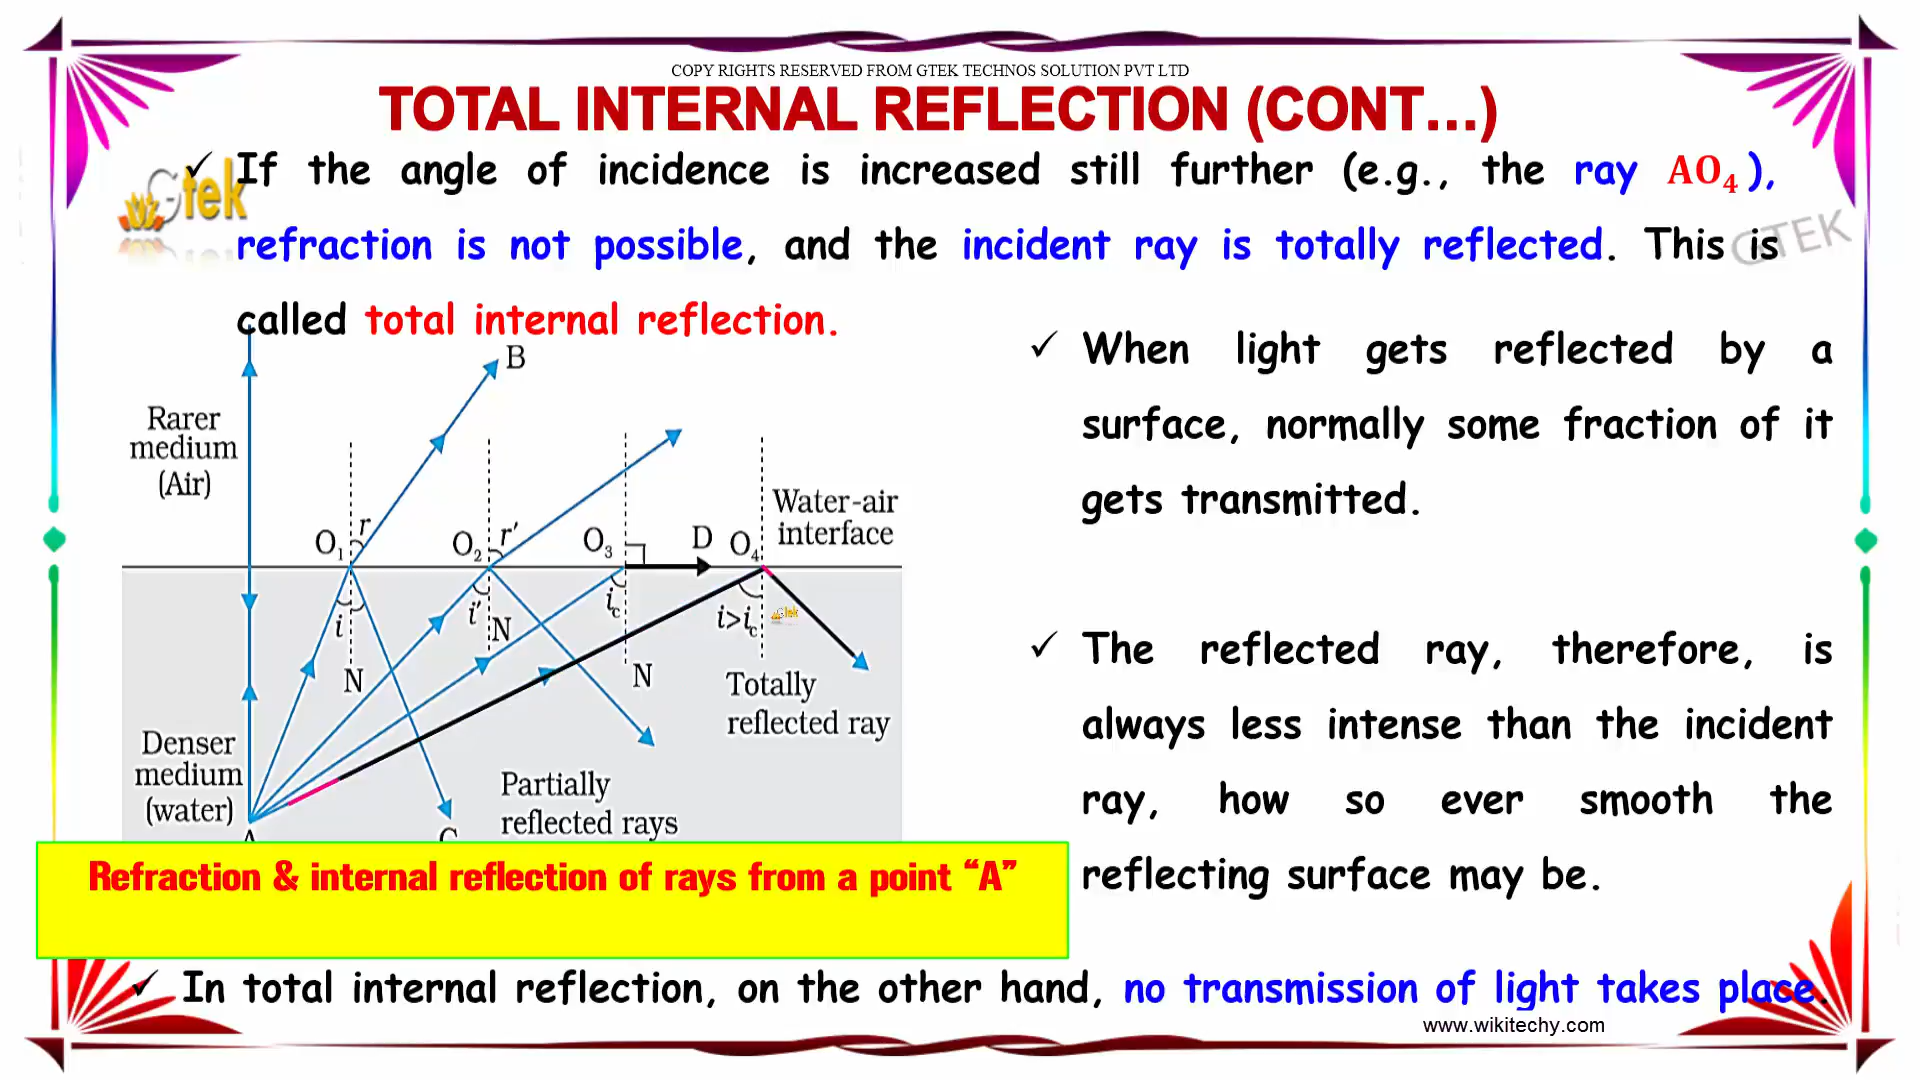 COPY RIGHTS RESERVED FROM GTEK TECHNOS SOLUTION PVT LTD
TOTAL INTERNAL REFLECTION (CONT…)
✓ If the angle of incidence is increased still further (e.g., the ray AO₄),
refraction is not possible, and the incident ray is totally reflected. This is
called total internal reflection.
Gtek
GTEK
✓ When light gets reflected by a
surface, normally some fraction of it
gets transmitted.
✓ The reflected ray, therefore, is
always less intense than the incident
ray, how so ever smooth the
reflecting surface may be.
B
Rarer
medium
(Air)
Water-air
interface
O₁ r O₂ r′ O₃ D O₄
i i′ i꜀ i>i꜀
N N N
Gtek
Totally
reflected ray
Denser
medium
(water)
Partially
reflected rays
A C
Refraction & internal reflection of rays from a point “A”
✓ In total internal reflection, on the other hand, no transmission of light takes place.
www.wikitechy.com